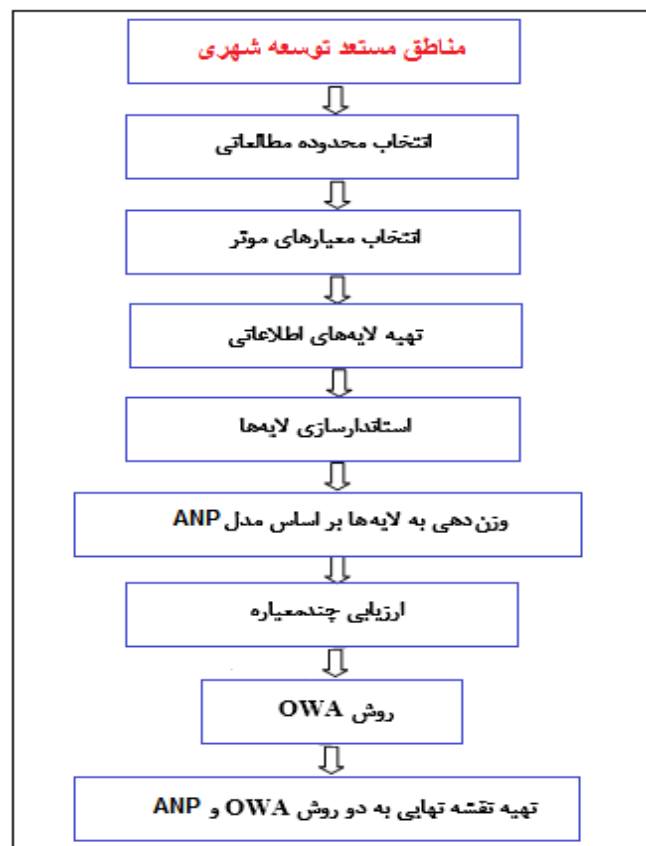 مناطق مستعد توسعه شهری
انتخاب محدوده مطالعاتی
انتخاب معیارهای موثر
تهیه لایه‌های اطلاعاتی
استاندارسازی لایه‌ها
وزن‌دهی به لایه‌ها بر اساس مدل ANP
ارزیابی چندمعیاره
روش OWA
تهیه نقشه نهایی به دو روش OWA و ANP